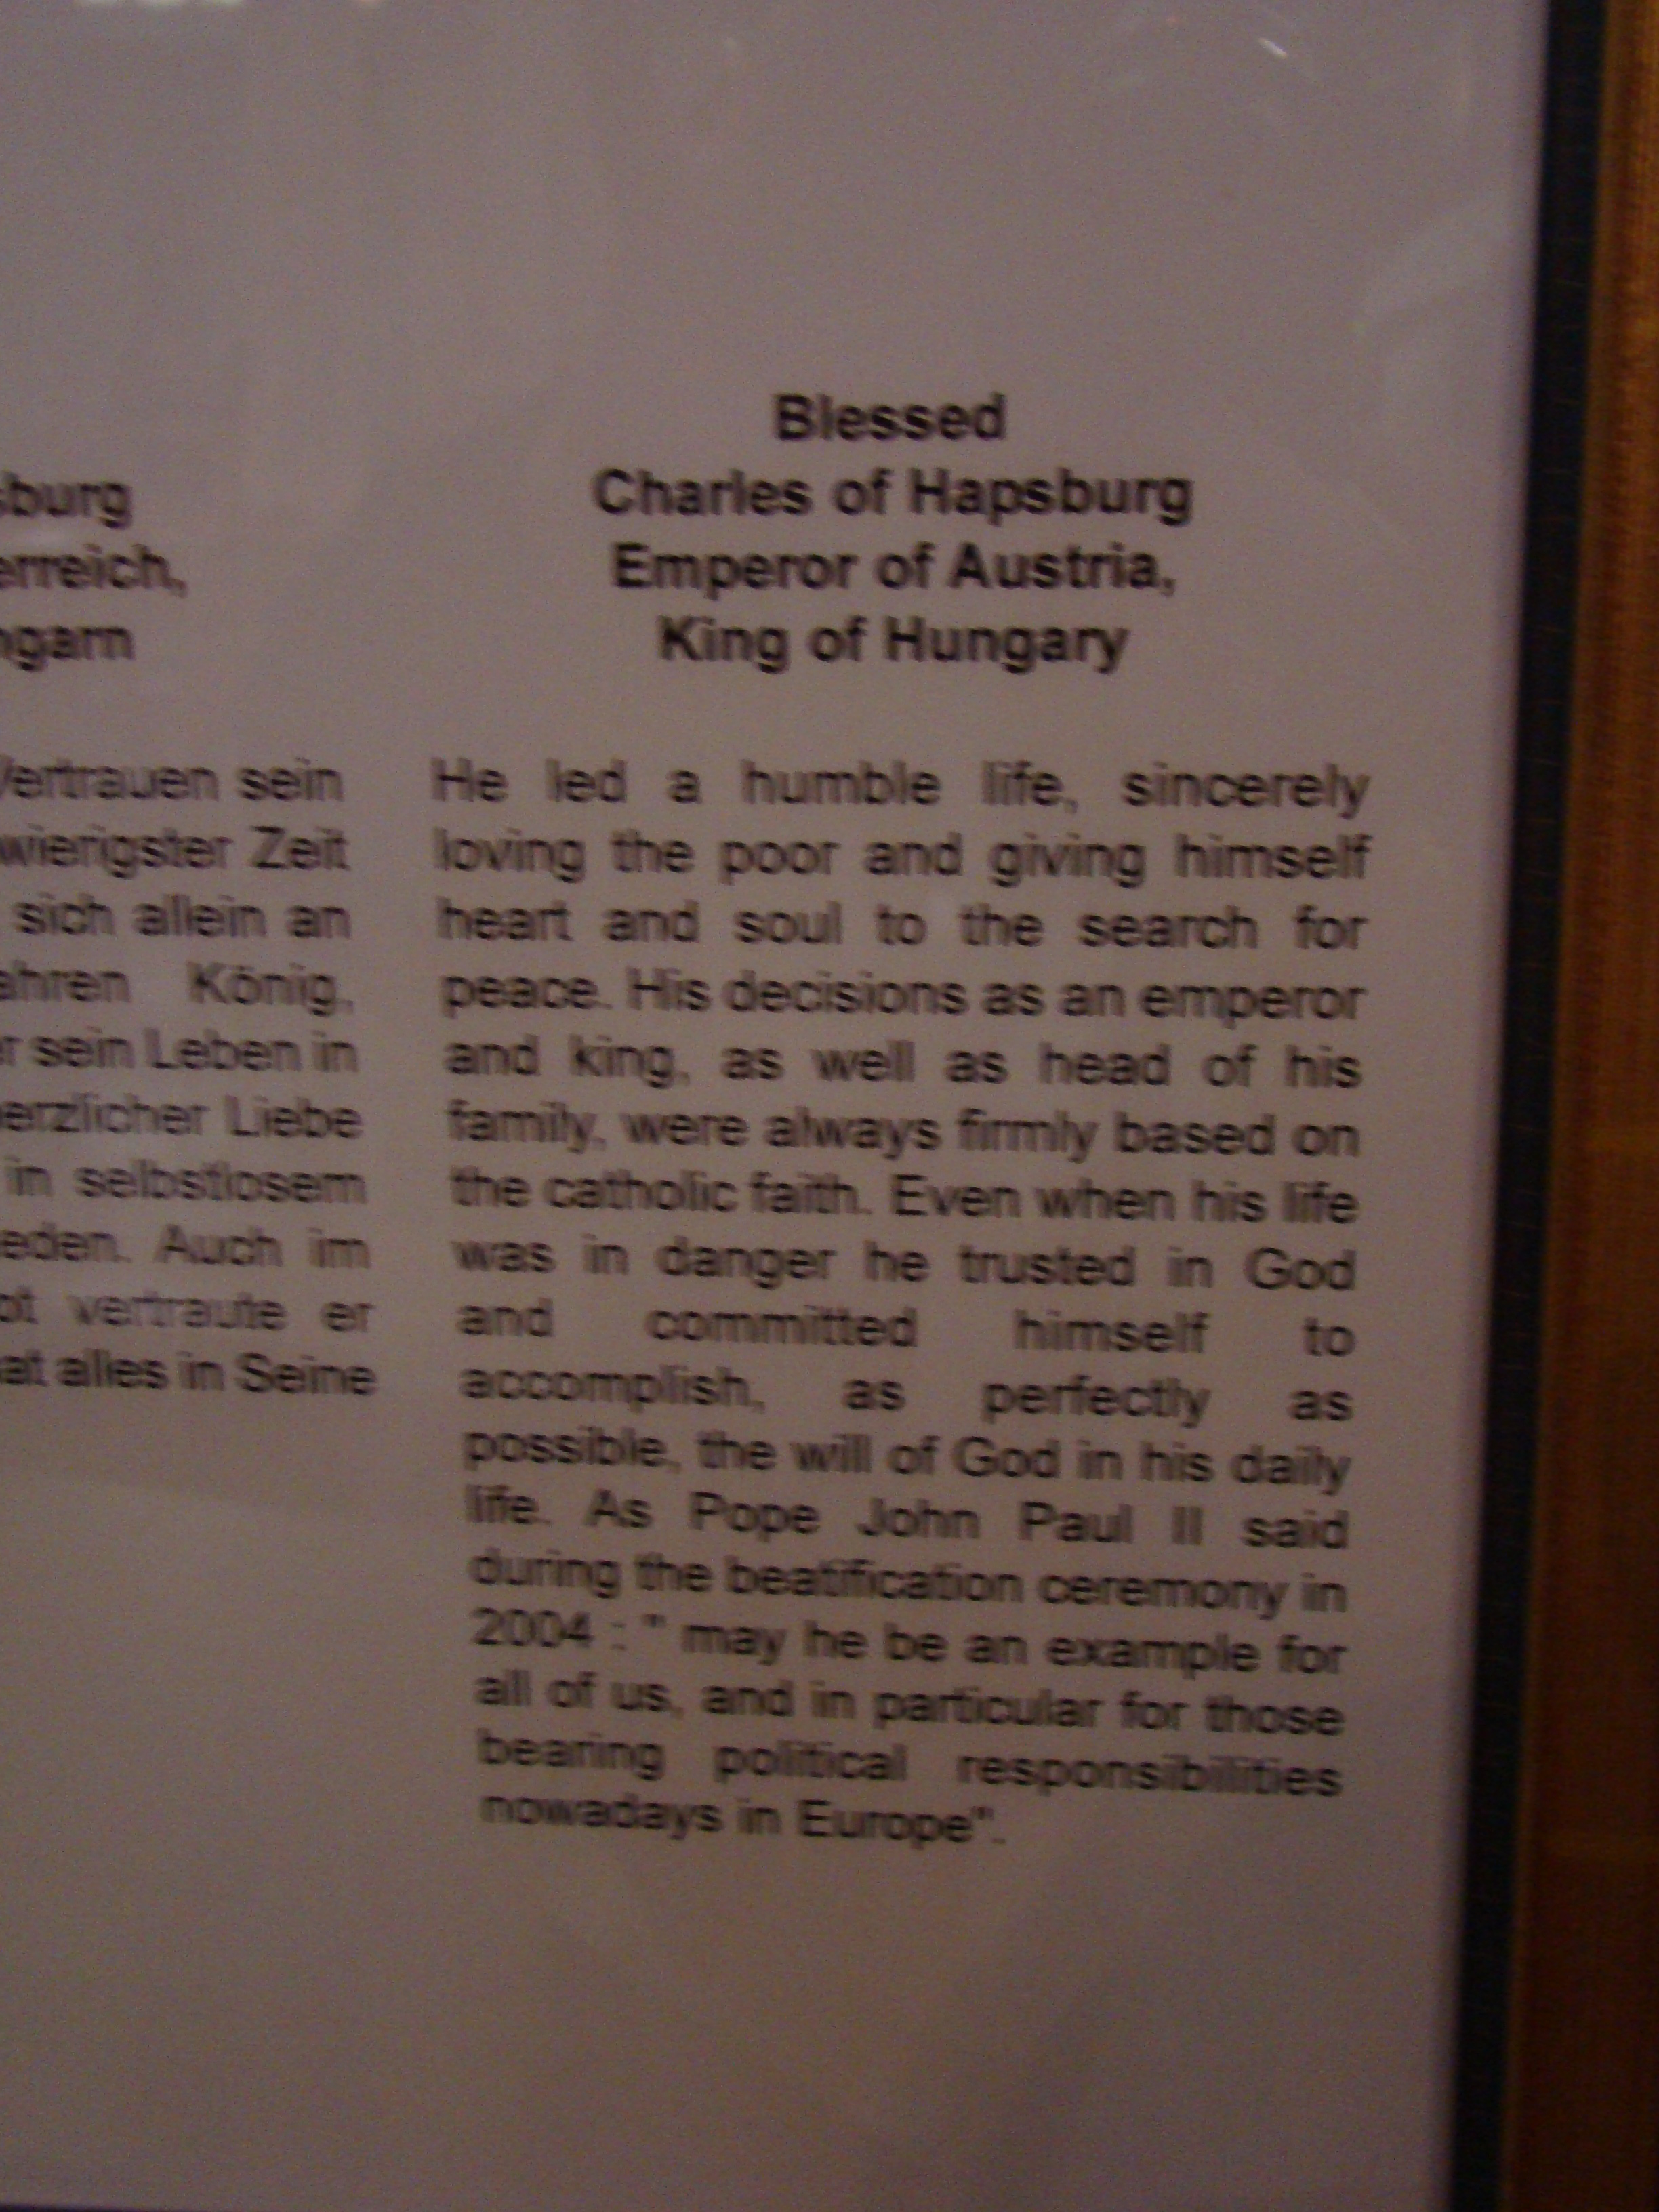 sburg
erreich,
ngarn
Vertrauen sein
wierigster Zeit
sich allein an
ahren König,
r sein Leben in
erzlicher Liebe
in selbstlosem
eden. Auch im
ot vertraute er
at alles in Seine
Blessed
Charles of Hapsburg
Emperor of Austria,
King of Hungary
He led a humble life, sincerely
loving the poor and giving himself
heart and soul to the search for
peace. His decisions as an emperor
and king, as well as head of his
family, were always firmly based on
the catholic faith. Even when his life
was in danger he trusted in God
and committed himself to
accomplish, as perfectly as
possible, the will of God in his daily
life. As Pope John Paul II said
during the beatification ceremony in
2004 : " may he be an example for
all of us, and in particular for those
bearing political responsibilities
nowadays in Europe".